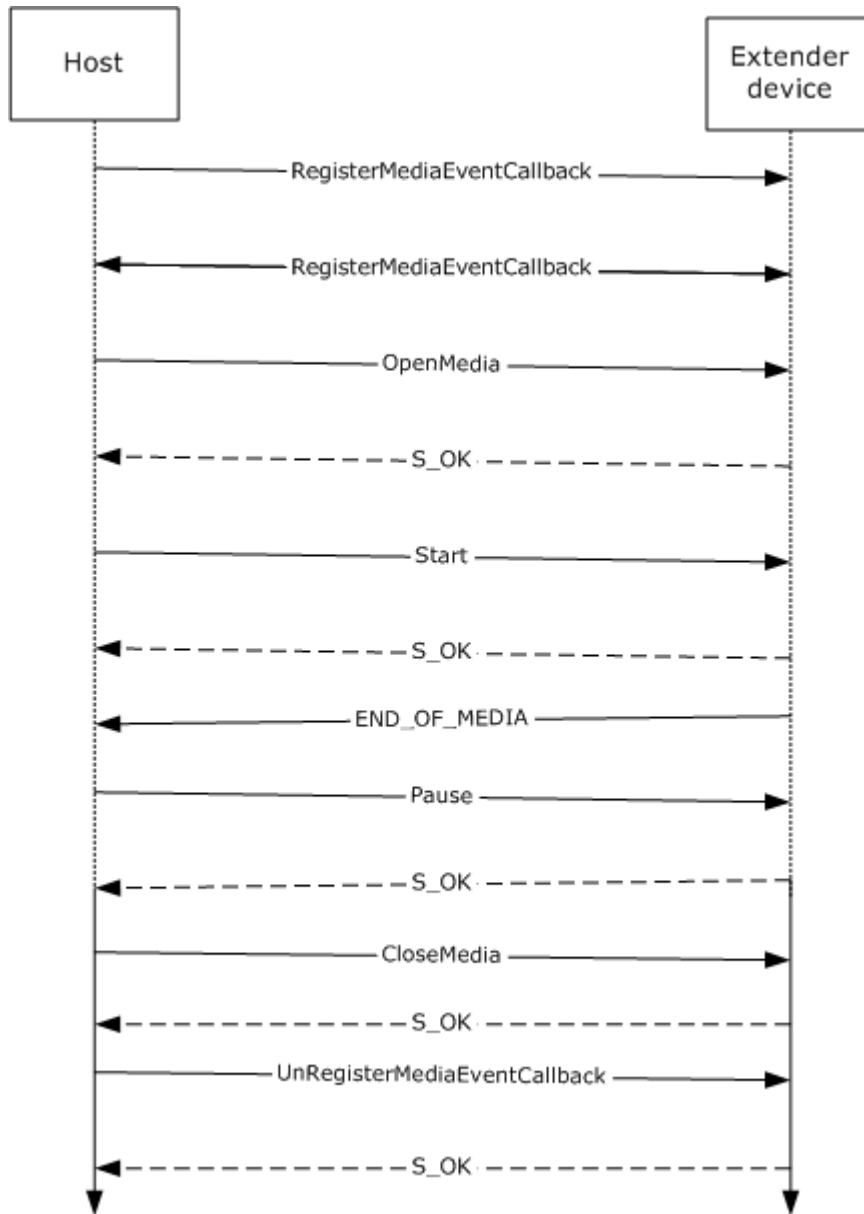 Host
Extender
device
RegisterMediaEventCallback
RegisterMediaEventCallback
OpenMedia
S_OK
Start
S_OK
END_OF_MEDIA
Pause
S_OK
CloseMedia
S_OK
UnRegisterMediaEventCallback
S_OK